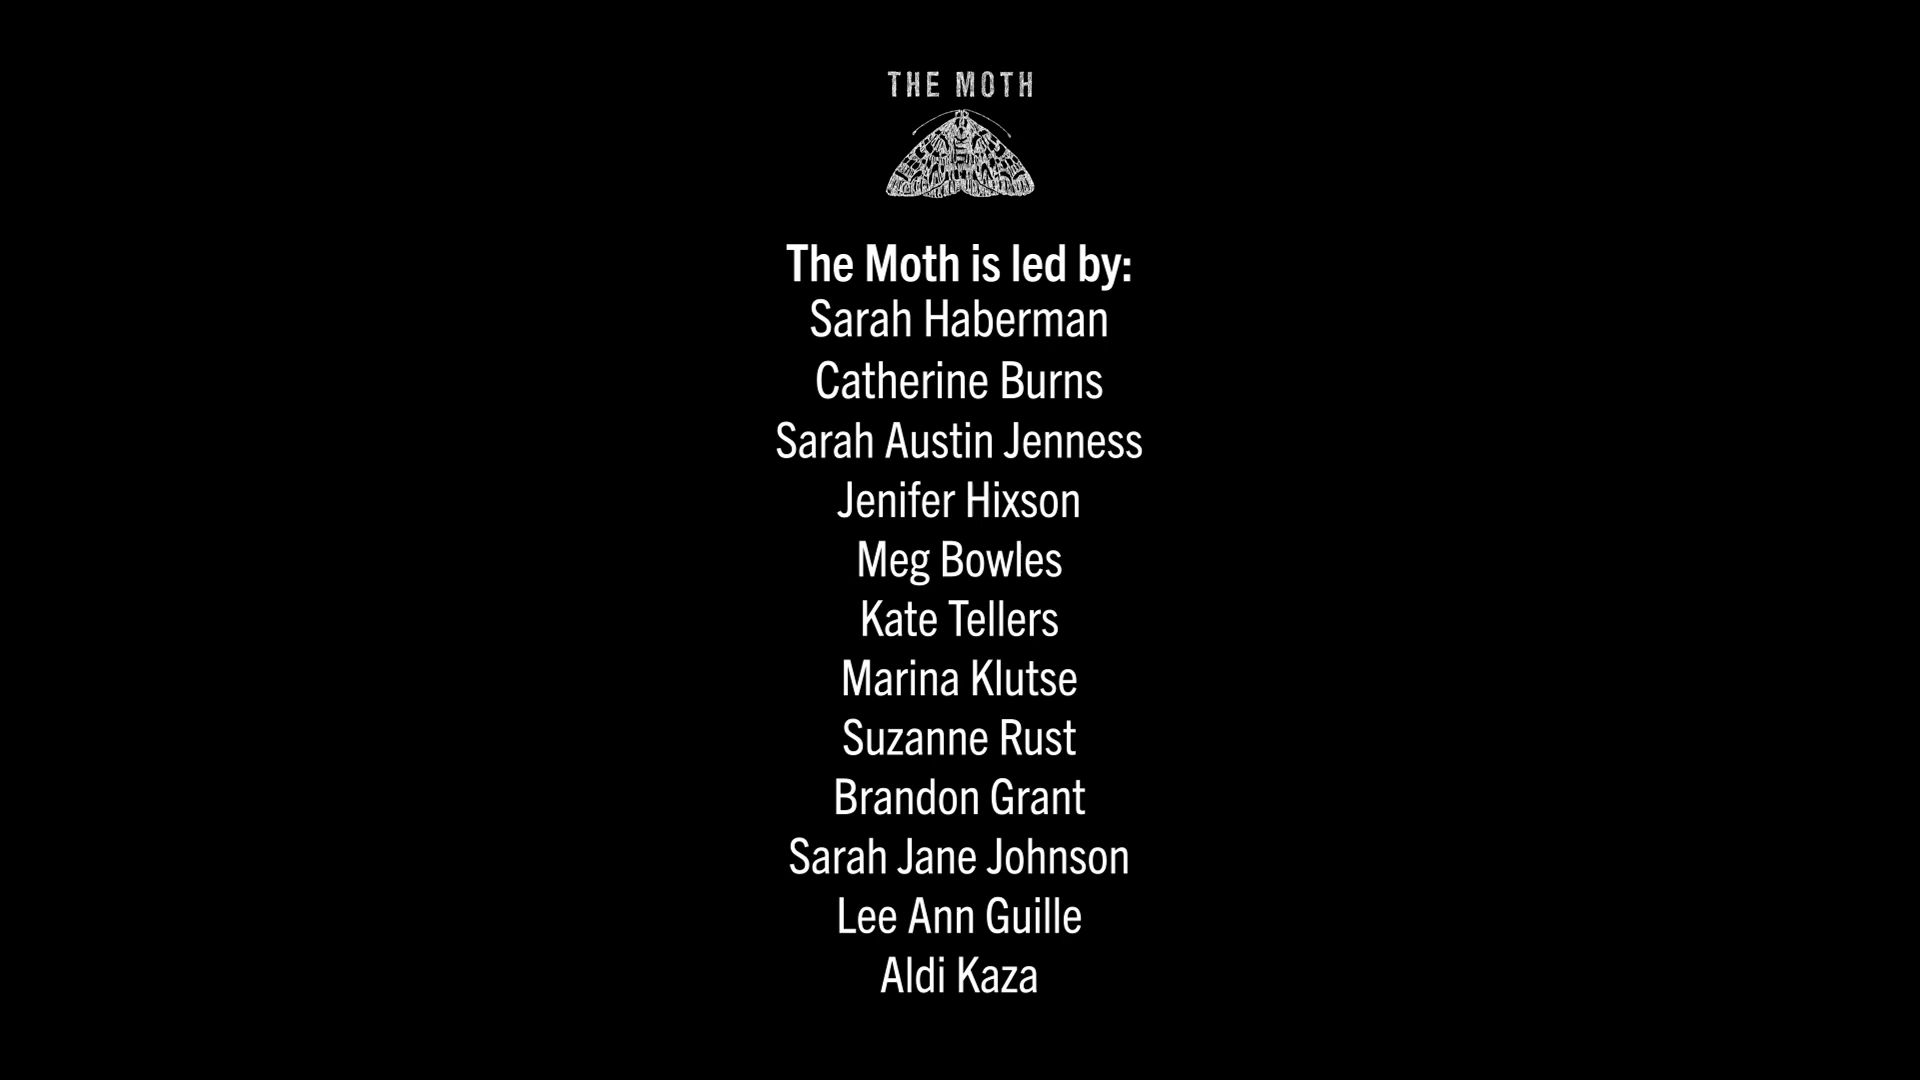 THE MOTH
The Moth is led by:
Sarah Haberman
Catherine Burns
Sarah Austin Jenness
Jenifer Hixson
Meg Bowles
Kate Tellers
Marina Klutse
Suzanne Rust
Brandon Grant
Sarah Jane Johnson
Lee Ann Guille
Aldi Kaza